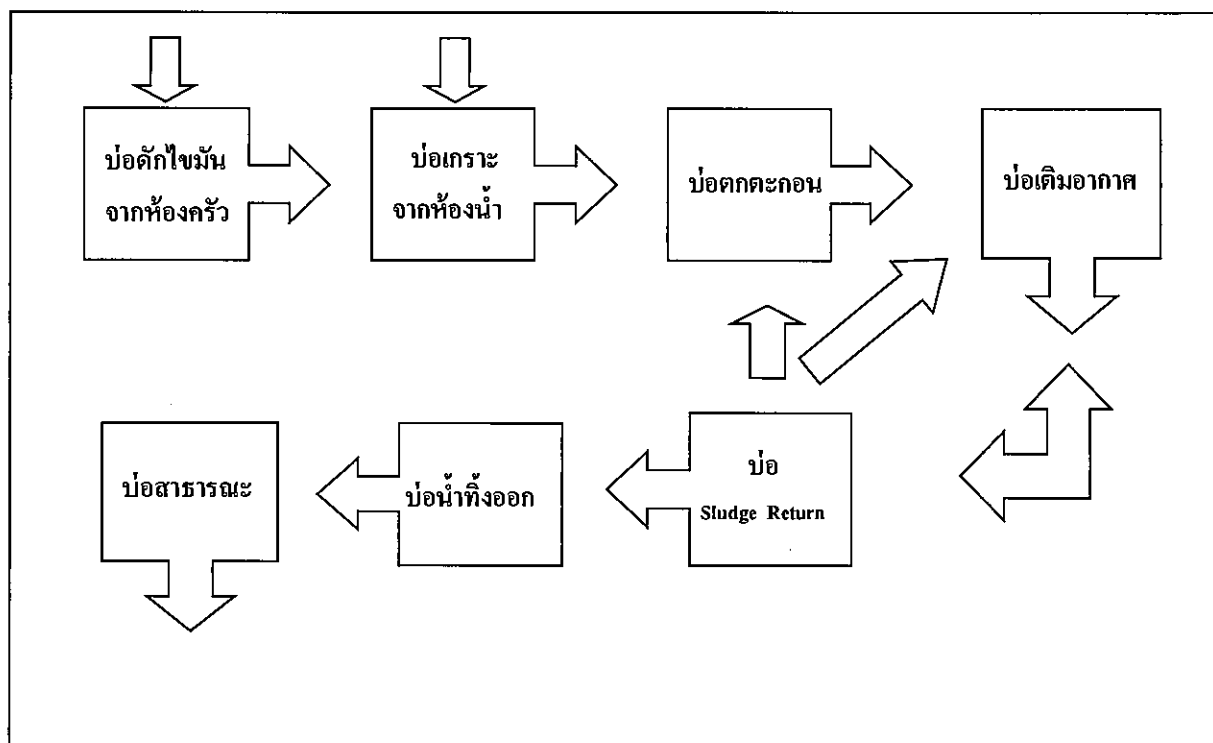 บ่อดักไขมัน
จากห้องครัว
บ่อเกราะ
จากห้องน้ำ
บ่อตกตะกอน
บ่อเติมอากาศ
บ่อสาธารณะ
บ่อน้ำทิ้งออก
บ่อ
Sludge Return